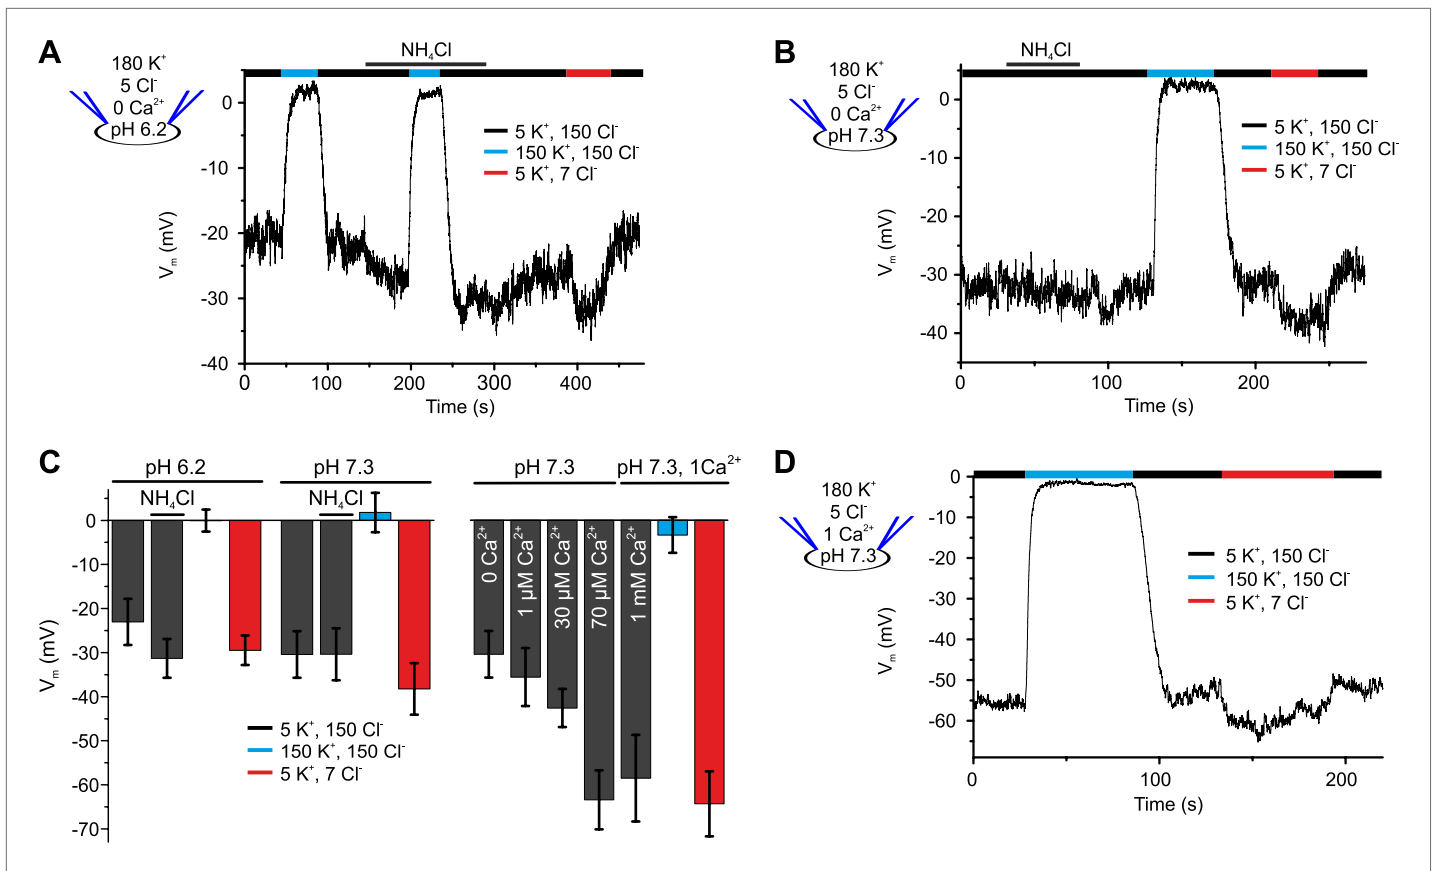 A
180 K⁺
5 Cl⁻
0 Ca²⁺
pH 6.2
NH₄Cl
5 K⁺, 150 Cl⁻
150 K⁺, 150 Cl⁻
5 K⁺, 7 Cl⁻
Vₘ (mV)
0
-10
-20
-30
-40
0
100
200
300
400
Time (s)
B
180 K⁺
5 Cl⁻
0 Ca²⁺
pH 7.3
NH₄Cl
5 K⁺, 150 Cl⁻
150 K⁺, 150 Cl⁻
5 K⁺, 7 Cl⁻
Vₘ (mV)
0
-10
-20
-30
-40
0
100
200
Time (s)
C
pH 6.2
pH 7.3
pH 7.3
pH 7.3, 1Ca²⁺
NH₄Cl
NH₄Cl
0 Ca²⁺
1 µM Ca²⁺
30 µM Ca²⁺
70 µM Ca²⁺
1 mM Ca²⁺
Vₘ (mV)
0
-10
-20
-30
-40
-50
-60
-70
5 K⁺, 150 Cl⁻
150 K⁺, 150 Cl⁻
5 K⁺, 7 Cl⁻
D
180 K⁺
5 Cl⁻
1 Ca²⁺
pH 7.3
5 K⁺, 150 Cl⁻
150 K⁺, 150 Cl⁻
5 K⁺, 7 Cl⁻
Vₘ (mV)
0
-10
-20
-30
-40
-50
-60
0
100
200
Time (s)